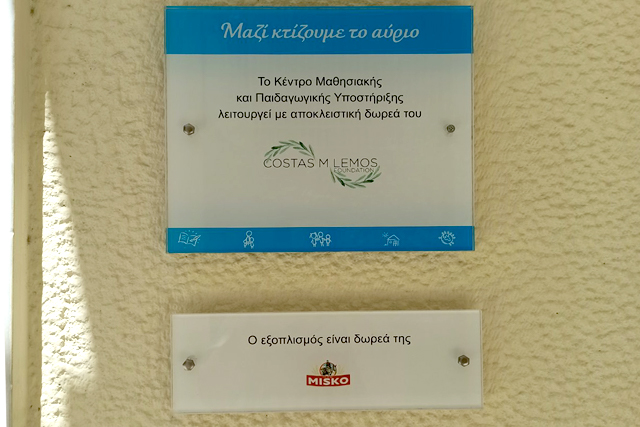 Μαζί κτίζουμε το αύριο
Το Κέντρο Μαθησιακής
και Παιδαγωγικής Υποστήριξης
λειτουργεί με αποκλειστική δωρεά του
COSTAS M LEMOS
FOUNDATION
Ο εξοπλισμός είναι δωρεά της
MISKO